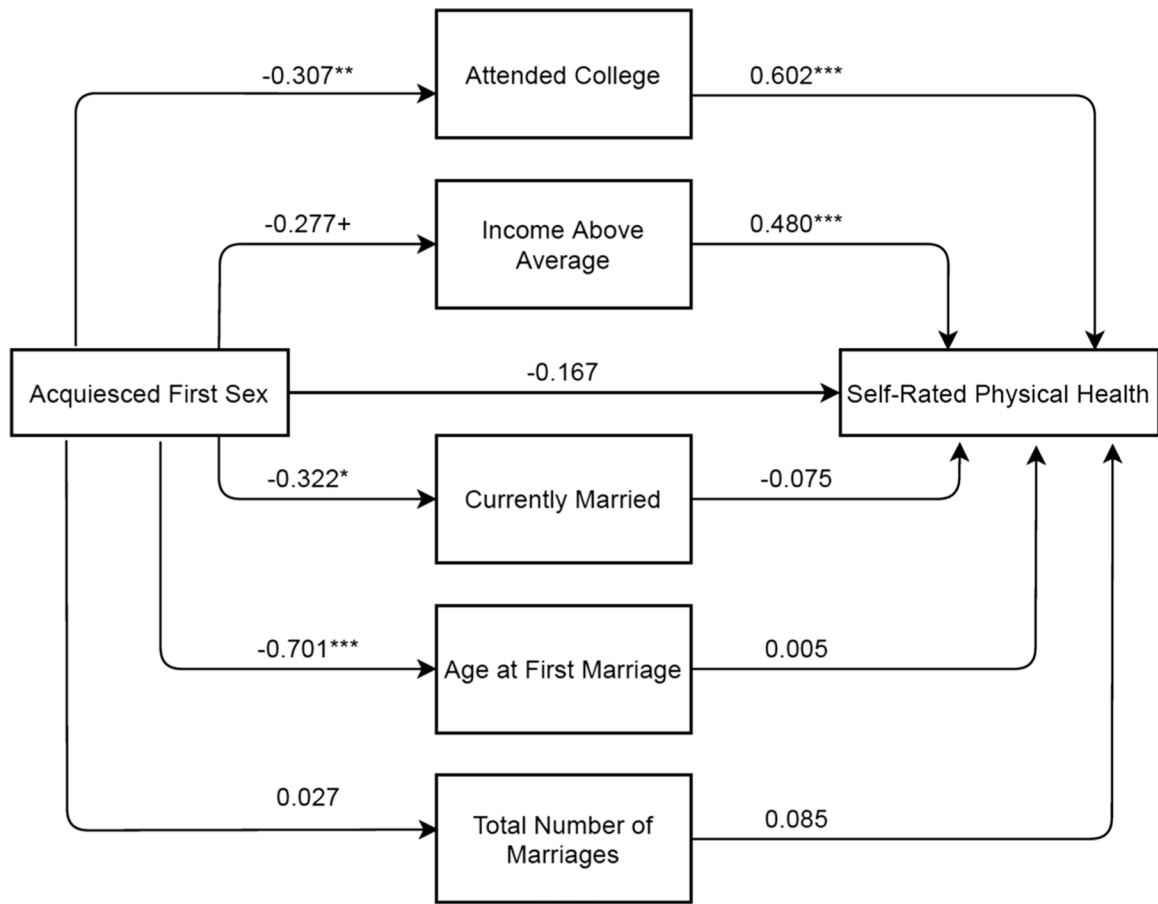 -0.307**
Attended College
0.602***
-0.277+
Income Above
Average
0.480***
Acquiesced First Sex
-0.167
Self-Rated Physical Health
-0.322*
Currently Married
-0.075
-0.701***
Age at First Marriage
0.005
0.027
Total Number of
Marriages
0.085